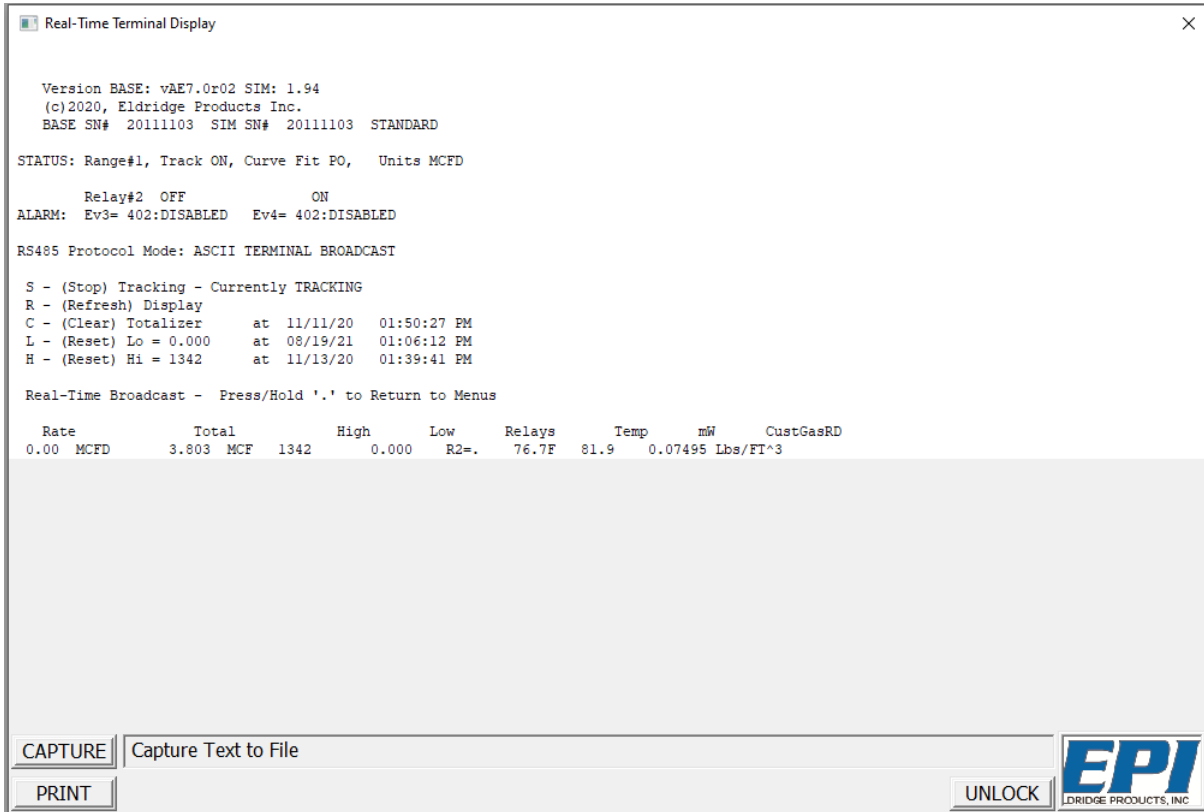 Real-Time Terminal Display
Version BASE: vAE7.0r02 SIM: 1.94
(c)2020, Eldridge Products Inc.
BASE SN# 20111103 SIM SN# 20111103 STANDARD
STATUS: Range#1, Track ON, Curve Fit PO, Units MCFD
Relay#2 OFF ON
ALARM: Ev3= 402:DISABLED Ev4= 402:DISABLED
RS485 Protocol Mode: ASCII TERMINAL BROADCAST
S - (Stop) Tracking - Currently TRACKING
R - (Refresh) Display
C - (Clear) Totalizer at 11/11/20 01:50:27 PM
L - (Reset) Lo = 0.000 at 08/19/21 01:06:12 PM
H - (Reset) Hi = 1342 at 11/13/20 01:39:41 PM
Real-Time Broadcast - Press/Hold '.' to Return to Menus
Rate Total High Low Relays Temp mW CustGasRD
0.00 MCFD 3.803 MCF 1342 0.000 R2=. 76.7F 81.9 0.07495 Lbs/FT^3
CAPTURE Capture Text to File
PRINT UNLOCK
EPI
LDRIDGE PRODUCTS, INC